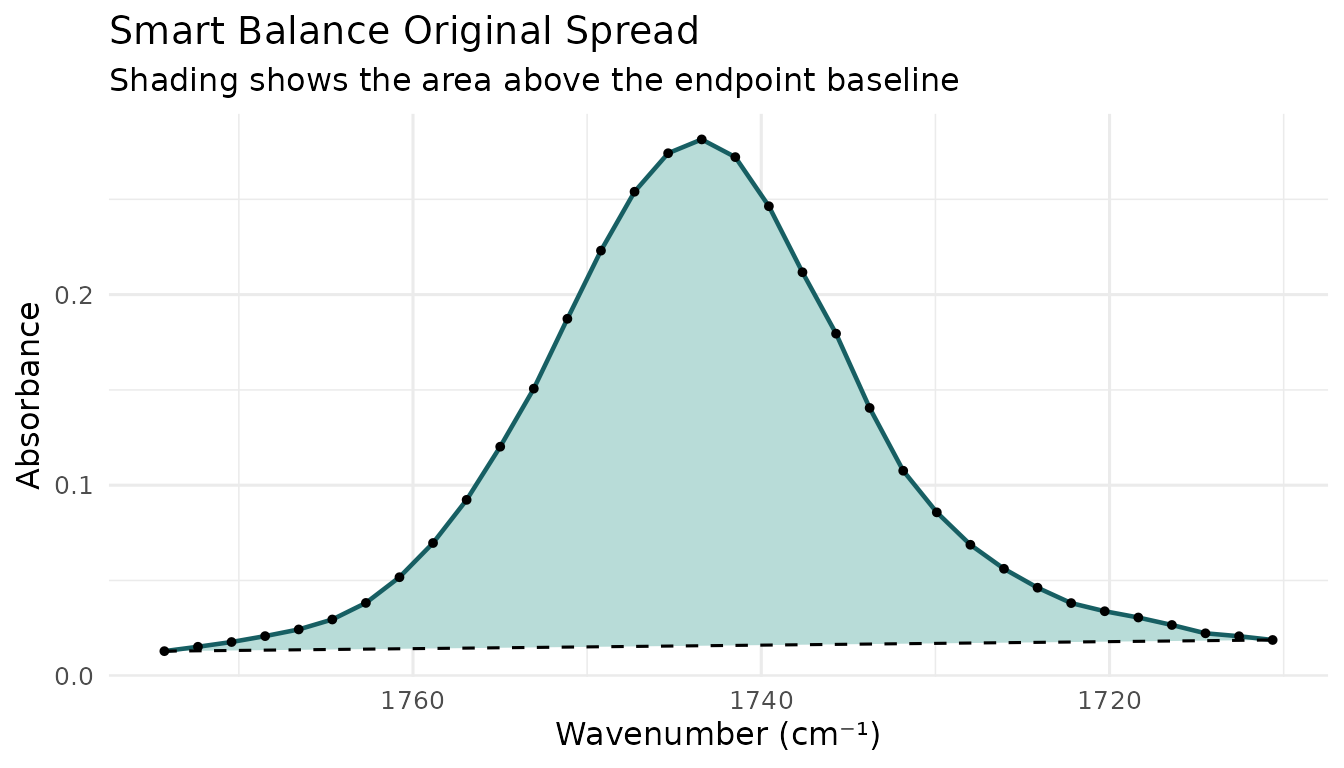 Smart Balance Original Spread
Shading shows the area above the endpoint baseline
Absorbance
0.2
0.1
0.0
1760
1740
1720
Wavenumber (cm⁻¹)